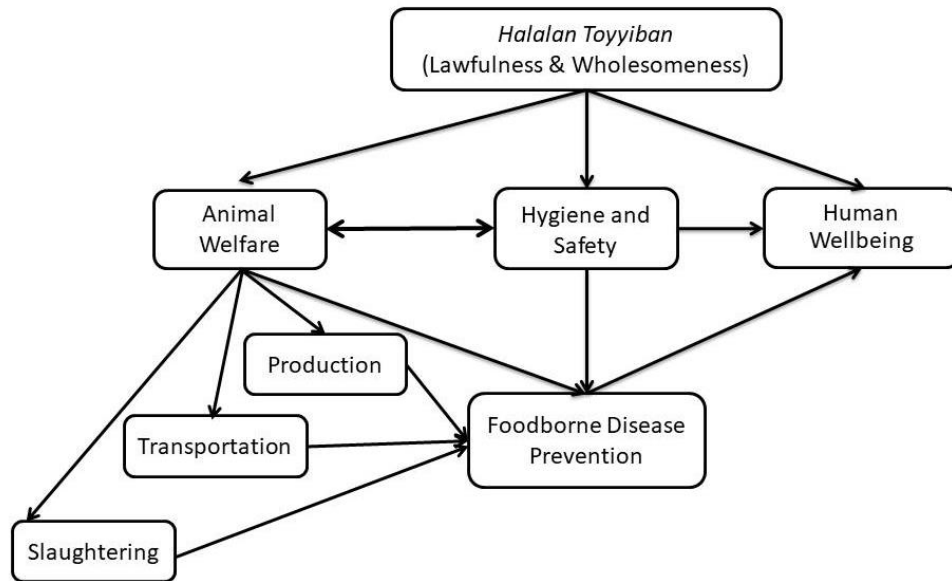 Halalan Toyyiban
(Lawfulness & Wholesomeness)
Animal
Welfare
Hygiene and
Safety
Human
Wellbeing
Production
Transportation
Foodborne Disease
Prevention
Slaughtering